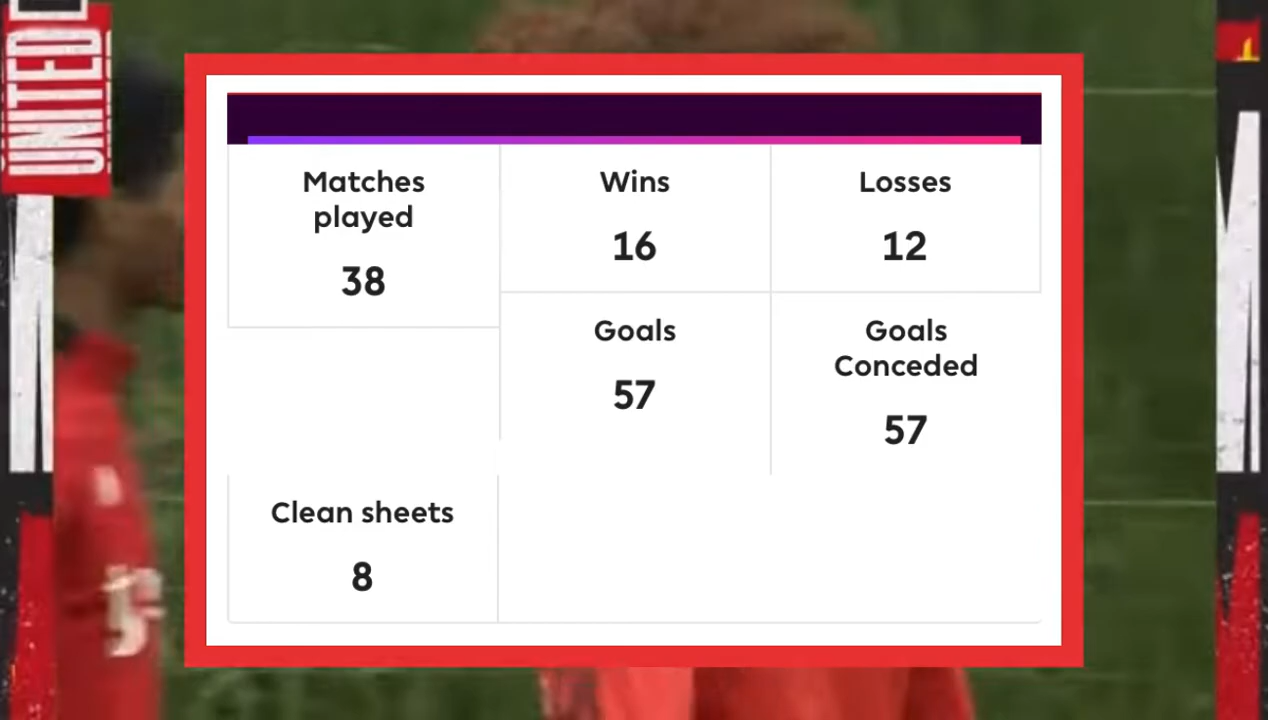 UNITED
Matches
played
38
Wins
16
Losses
12
Goals
57
Goals
Conceded
57
Clean sheets
8